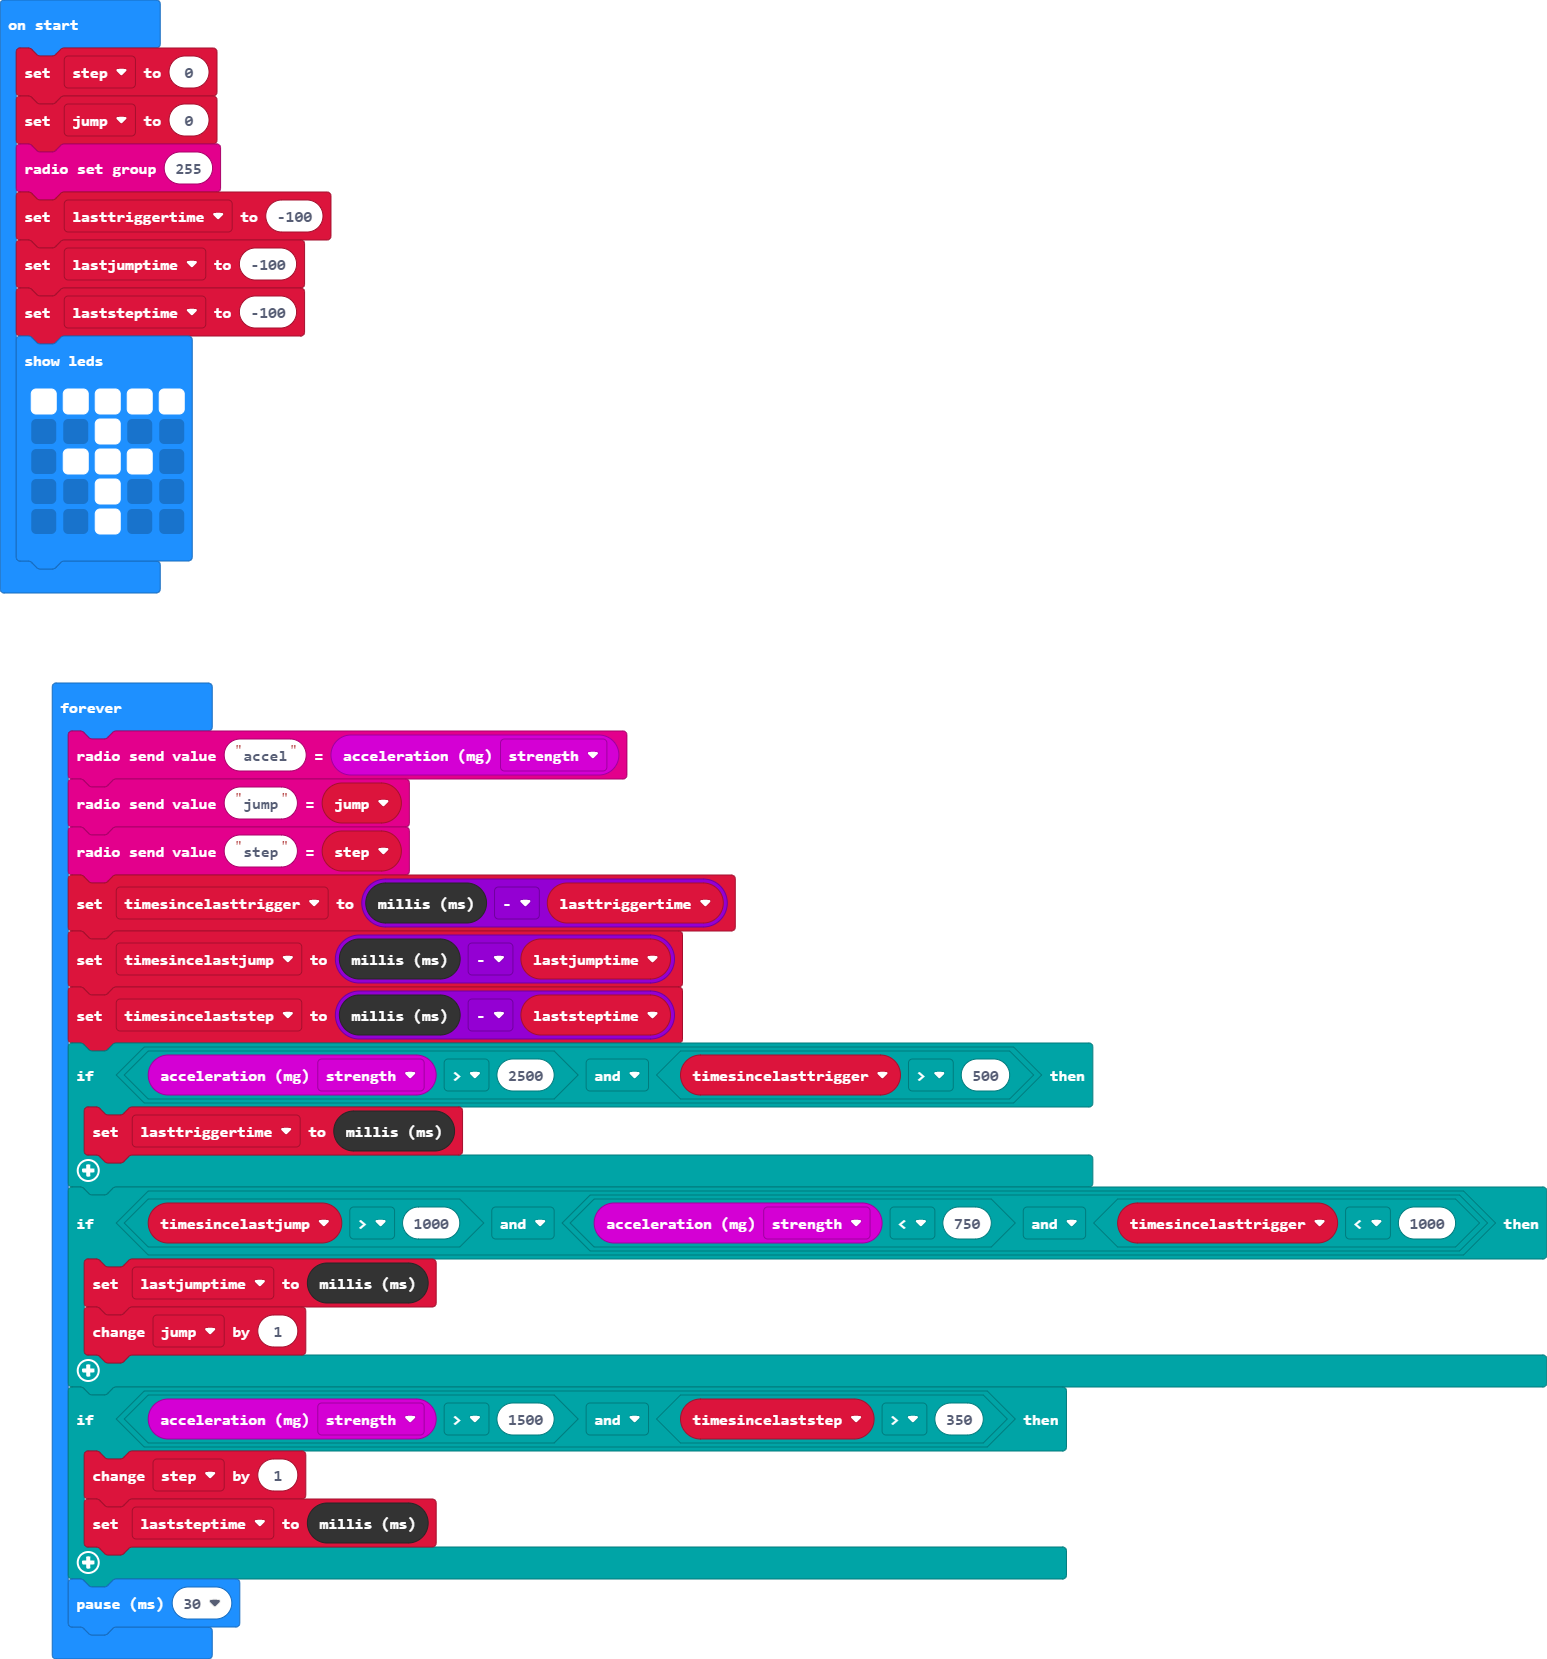 on start
set step to 0
set jump to 0
radio set group 255
set lasttriggertime to -100
set lastjumptime to -100
set laststeptime to -100
show leds
forever
radio send value "accel" = acceleration (mg) strength
radio send value "jump" = jump
radio send value "step" = step
set timesincelasttrigger to millis (ms) - lasttriggertime
set timesincelastjump to millis (ms) - lastjumptime
set timesincelaststep to millis (ms) - laststeptime
if acceleration (mg) strength > 2500 and timesincelasttrigger > 500 then
set lasttriggertime to millis (ms)
if timesincelastjump > 1000 and acceleration (mg) strength < 750 and timesincelasttrigger < 1000 then
set lastjumptime to millis (ms)
change jump by 1
if acceleration (mg) strength > 1500 and timesincelaststep > 350 then
change step by 1
set laststeptime to millis (ms)
pause (ms) 30